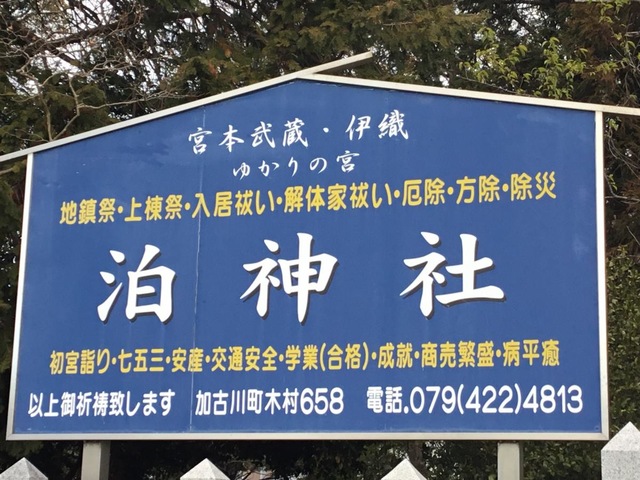 宮本武蔵・伊織
ゆかりの宮
地鎮祭・上棟祭・入居祓い・解体家祓い・厄除・方除・除災
泊神社
初宮詣り・七五三・安産・交通安全・学業(合格)・成就・商売繁盛・病平癒
以上御祈祷致します　加古川町木村658　電話.079(422)4813